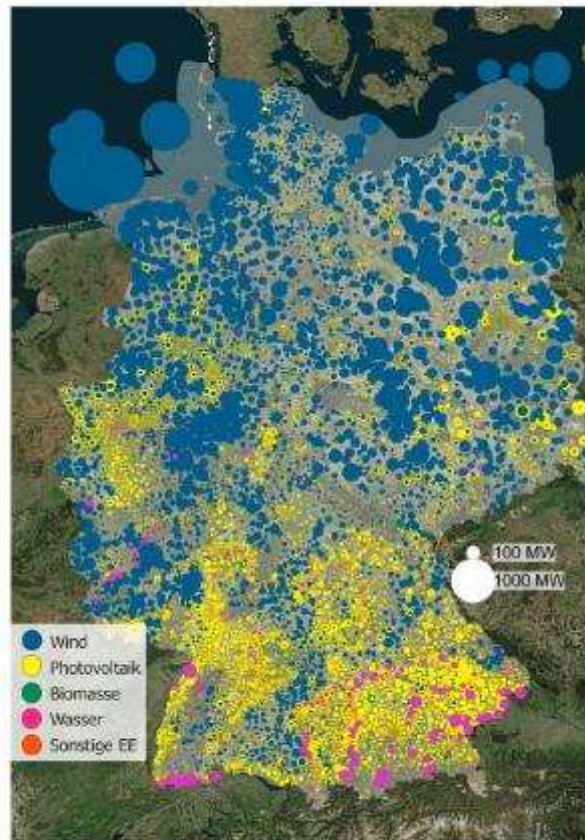 100 MW
1000 MW
Wind
Photovoltaik
Biomasse
Wasser
Sonstige EE